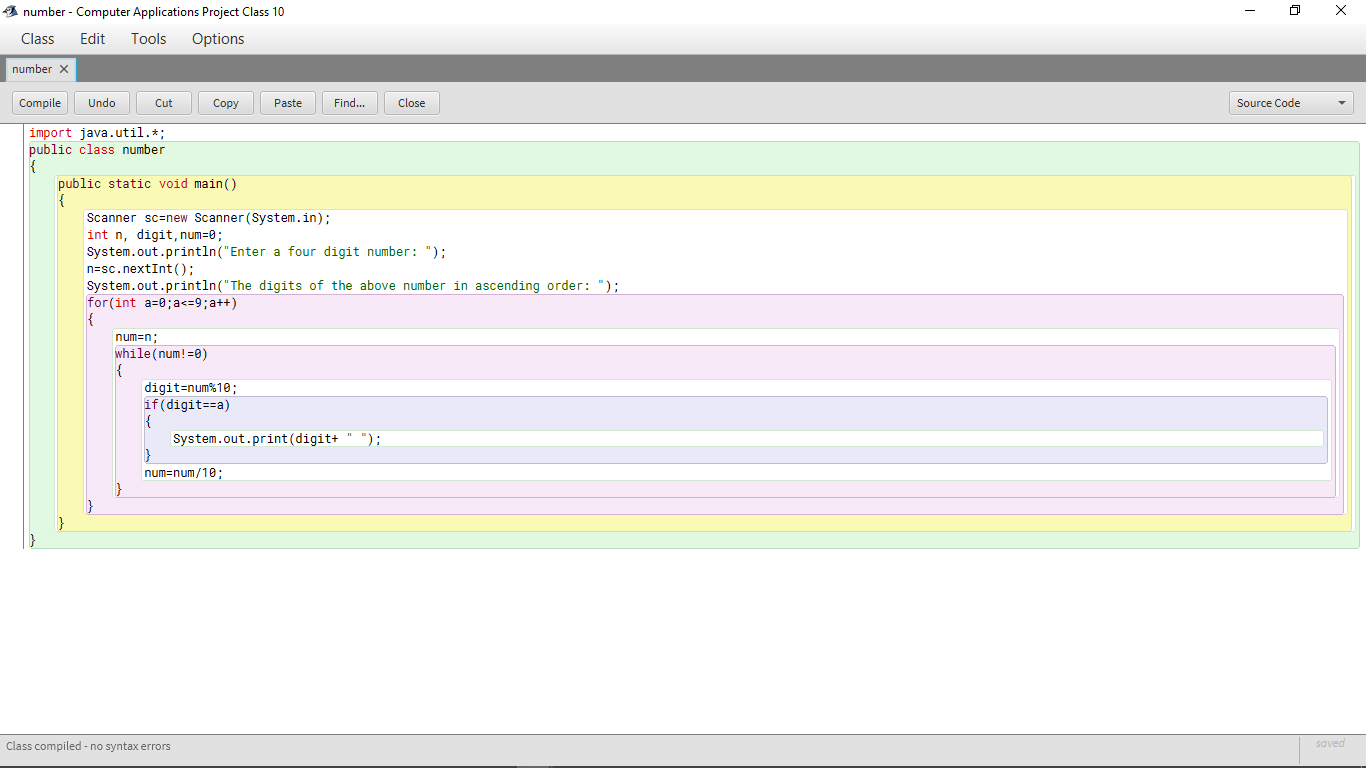 number - Computer Applications Project Class 10
Class Edit Tools Options
number
Compile Undo Cut Copy Paste Find... Close Source Code
import java.util.*;
public class number
{
public static void main()
{
Scanner sc=new Scanner(System.in);
int n, digit,num=0;
System.out.println("Enter a four digit number: ");
n=sc.nextInt();
System.out.println("The digits of the above number in ascending order: ");
for(int a=0;a<=9;a++)
{
num=n;
while(num!=0)
{
digit=num%10;
if(digit==a)
{
System.out.print(digit+ " ");
}
num=num/10;
}
}
}
}
Class compiled - no syntax errors
saved